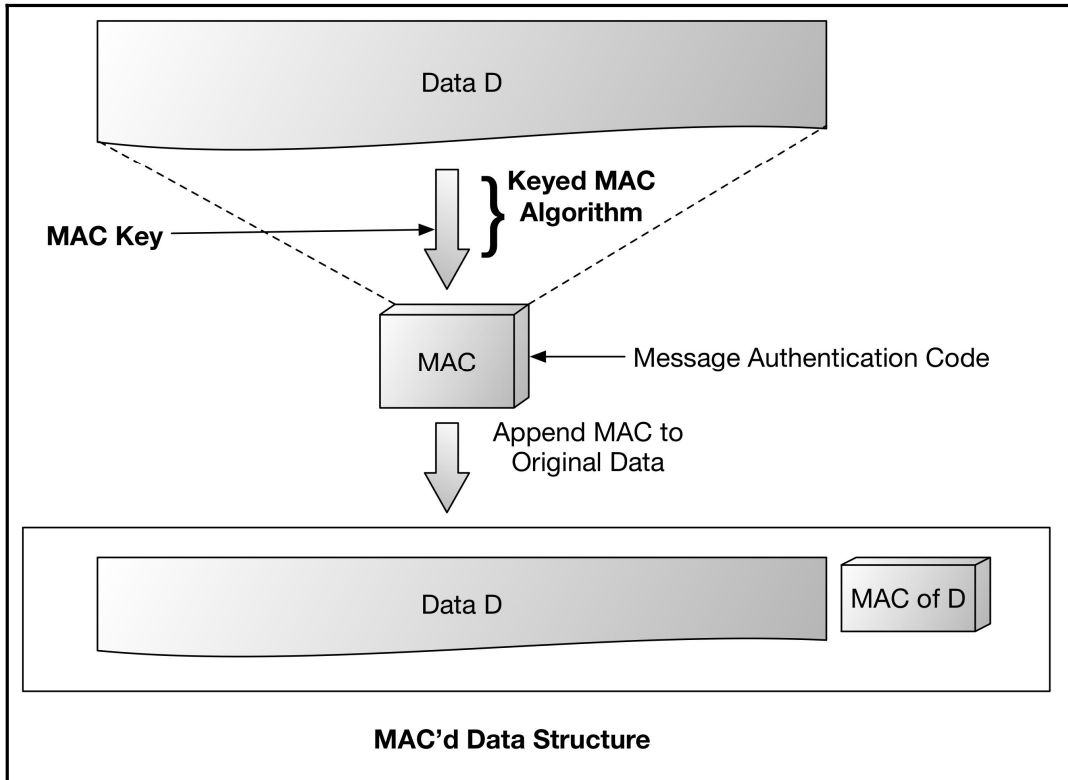 Data D
Keyed MAC
Algorithm
MAC Key
MAC
Message Authentication Code
Append MAC to
Original Data
Data D
MAC of D
MAC’d Data Structure